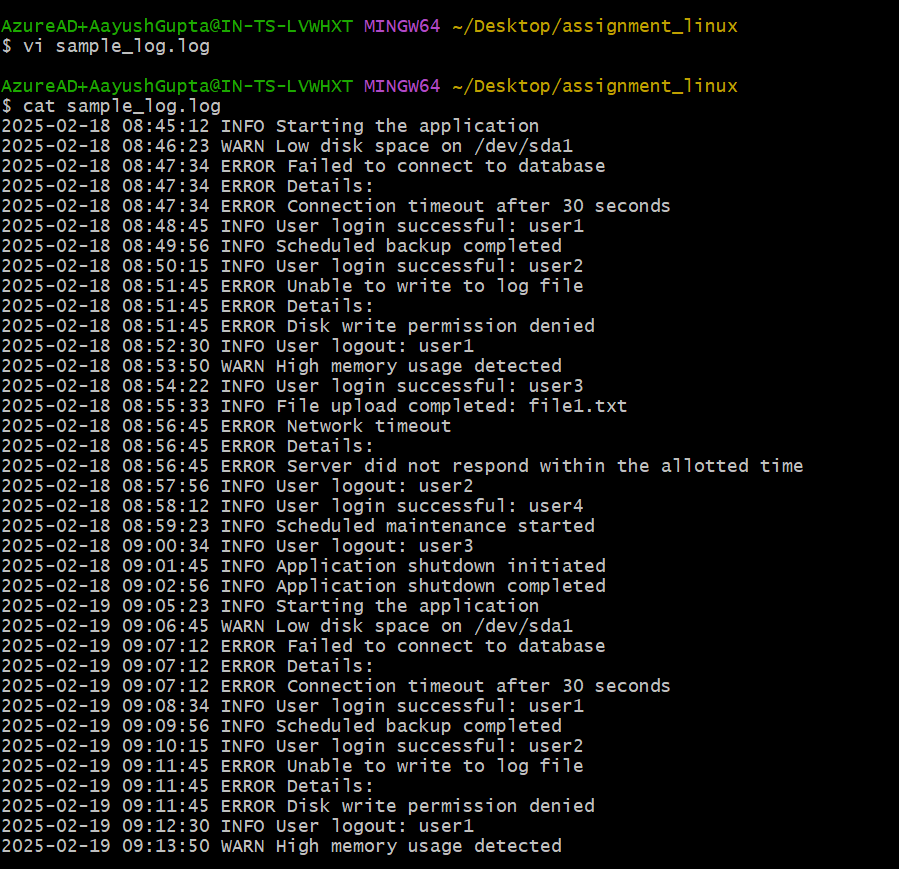 AzureAD+AayushGupta@IN-TS-LVWHXT MINGW64 ~/Desktop/assignment_linux
$ vi sample_log.log
AzureAD+AayushGupta@IN-TS-LVWHXT MINGW64 ~/Desktop/assignment_linux
$ cat sample_log.log
2025-02-18 08:45:12 INFO Starting the application
2025-02-18 08:46:23 WARN Low disk space on /dev/sda1
2025-02-18 08:47:34 ERROR Failed to connect to database
2025-02-18 08:47:34 ERROR Details:
2025-02-18 08:47:34 ERROR Connection timeout after 30 seconds
2025-02-18 08:48:45 INFO User login successful: user1
2025-02-18 08:49:56 INFO Scheduled backup completed
2025-02-18 08:50:15 INFO User login successful: user2
2025-02-18 08:51:45 ERROR Unable to write to log file
2025-02-18 08:51:45 ERROR Details:
2025-02-18 08:51:45 ERROR Disk write permission denied
2025-02-18 08:52:30 INFO User logout: user1
2025-02-18 08:53:50 WARN High memory usage detected
2025-02-18 08:54:22 INFO User login successful: user3
2025-02-18 08:55:33 INFO File upload completed: file1.txt
2025-02-18 08:56:45 ERROR Network timeout
2025-02-18 08:56:45 ERROR Details:
2025-02-18 08:56:45 ERROR Server did not respond within the allotted time
2025-02-18 08:57:56 INFO User logout: user2
2025-02-18 08:58:12 INFO User login successful: user4
2025-02-18 08:59:23 INFO Scheduled maintenance started
2025-02-18 09:00:34 INFO User logout: user3
2025-02-18 09:01:45 INFO Application shutdown initiated
2025-02-18 09:02:56 INFO Application shutdown completed
2025-02-19 09:05:23 INFO Starting the application
2025-02-19 09:06:45 WARN Low disk space on /dev/sda1
2025-02-19 09:07:12 ERROR Failed to connect to database
2025-02-19 09:07:12 ERROR Details:
2025-02-19 09:07:12 ERROR Connection timeout after 30 seconds
2025-02-19 09:08:34 INFO User login successful: user1
2025-02-19 09:09:56 INFO Scheduled backup completed
2025-02-19 09:10:15 INFO User login successful: user2
2025-02-19 09:11:45 ERROR Unable to write to log file
2025-02-19 09:11:45 ERROR Details:
2025-02-19 09:11:45 ERROR Disk write permission denied
2025-02-19 09:12:30 INFO User logout: user1
2025-02-19 09:13:50 WARN High memory usage detected